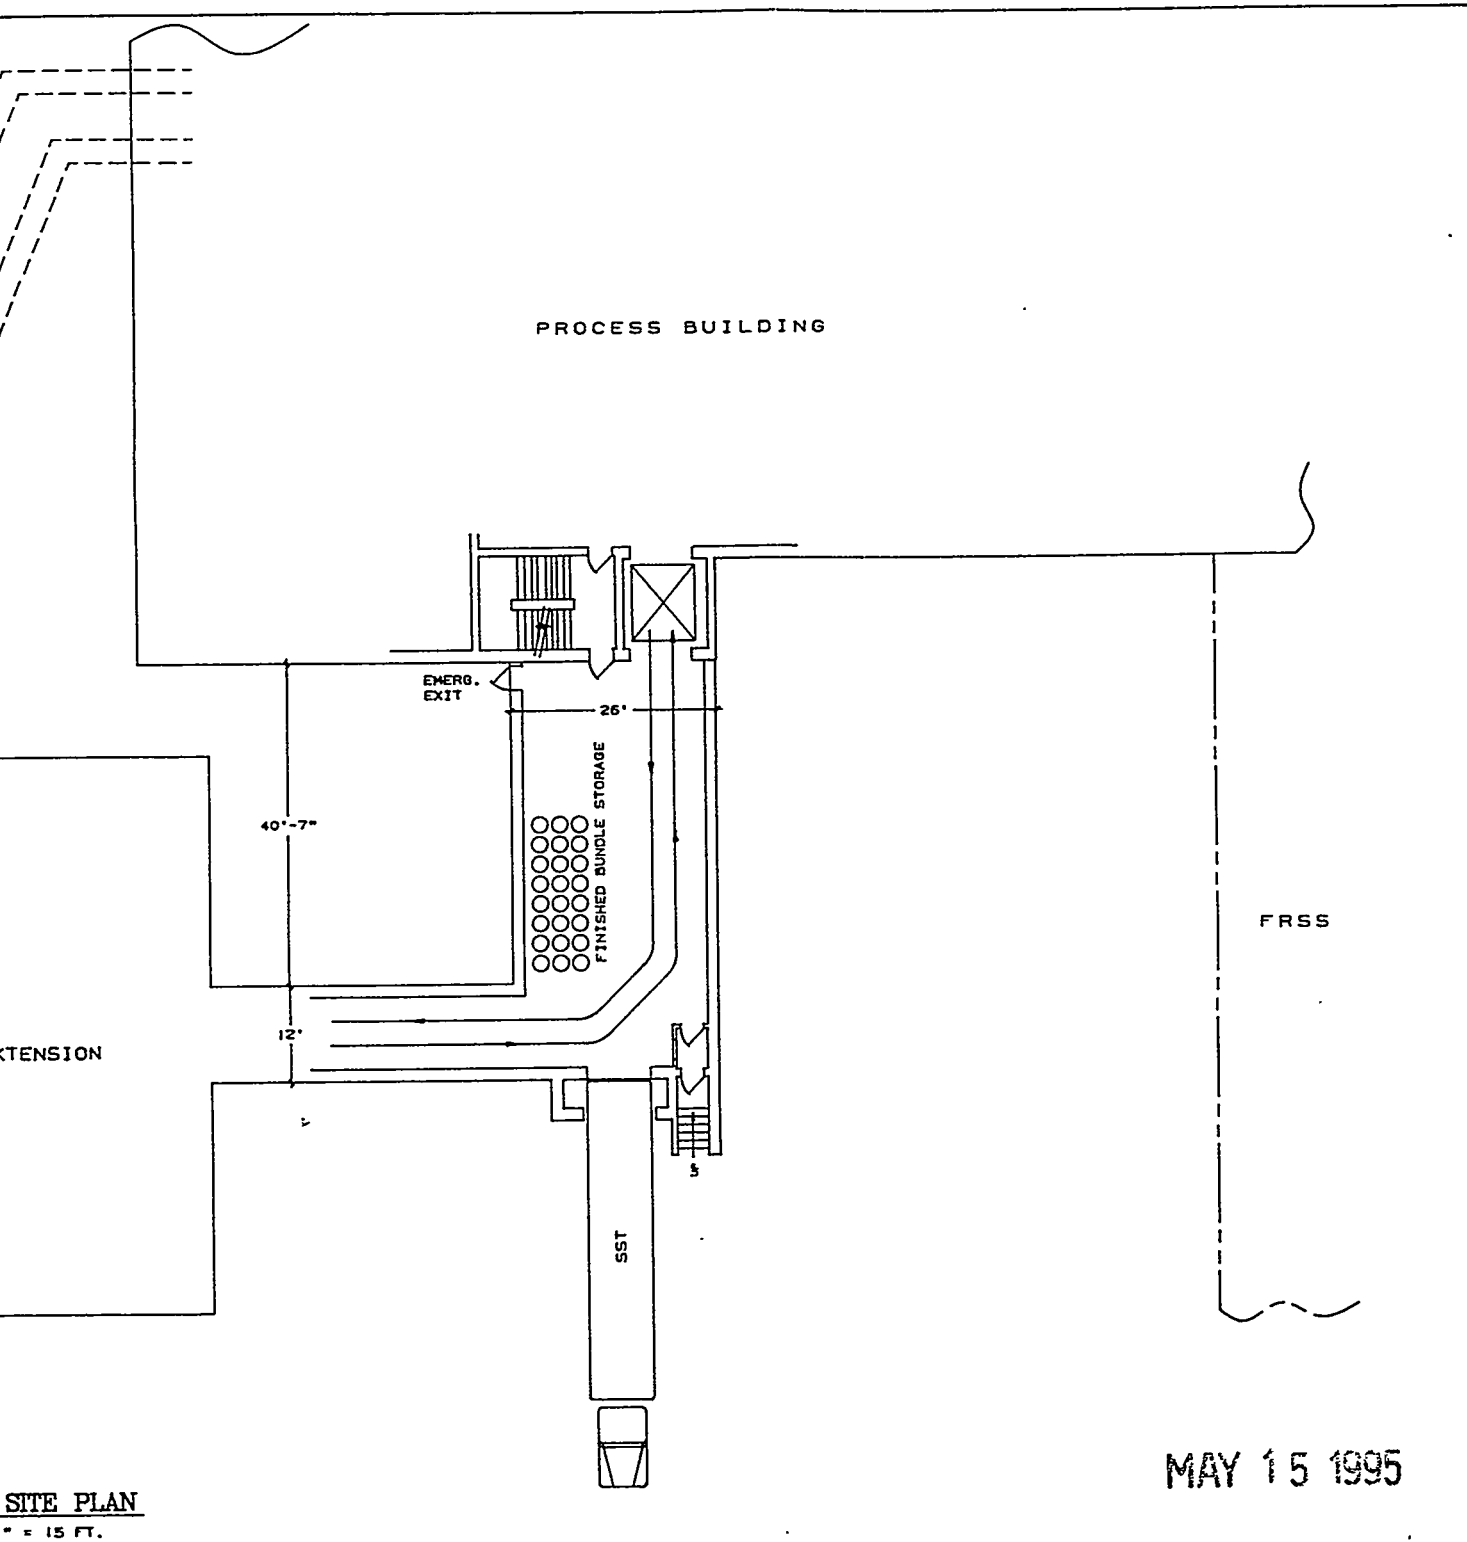 PROCESS BUILDING
EMERG.
EXIT
26'
FINISHED BUNDLE STORAGE
40'-7"
FRSS
12'
XTENSION
SST
MAY 15 1995
SITE PLAN
" = 15 FT.